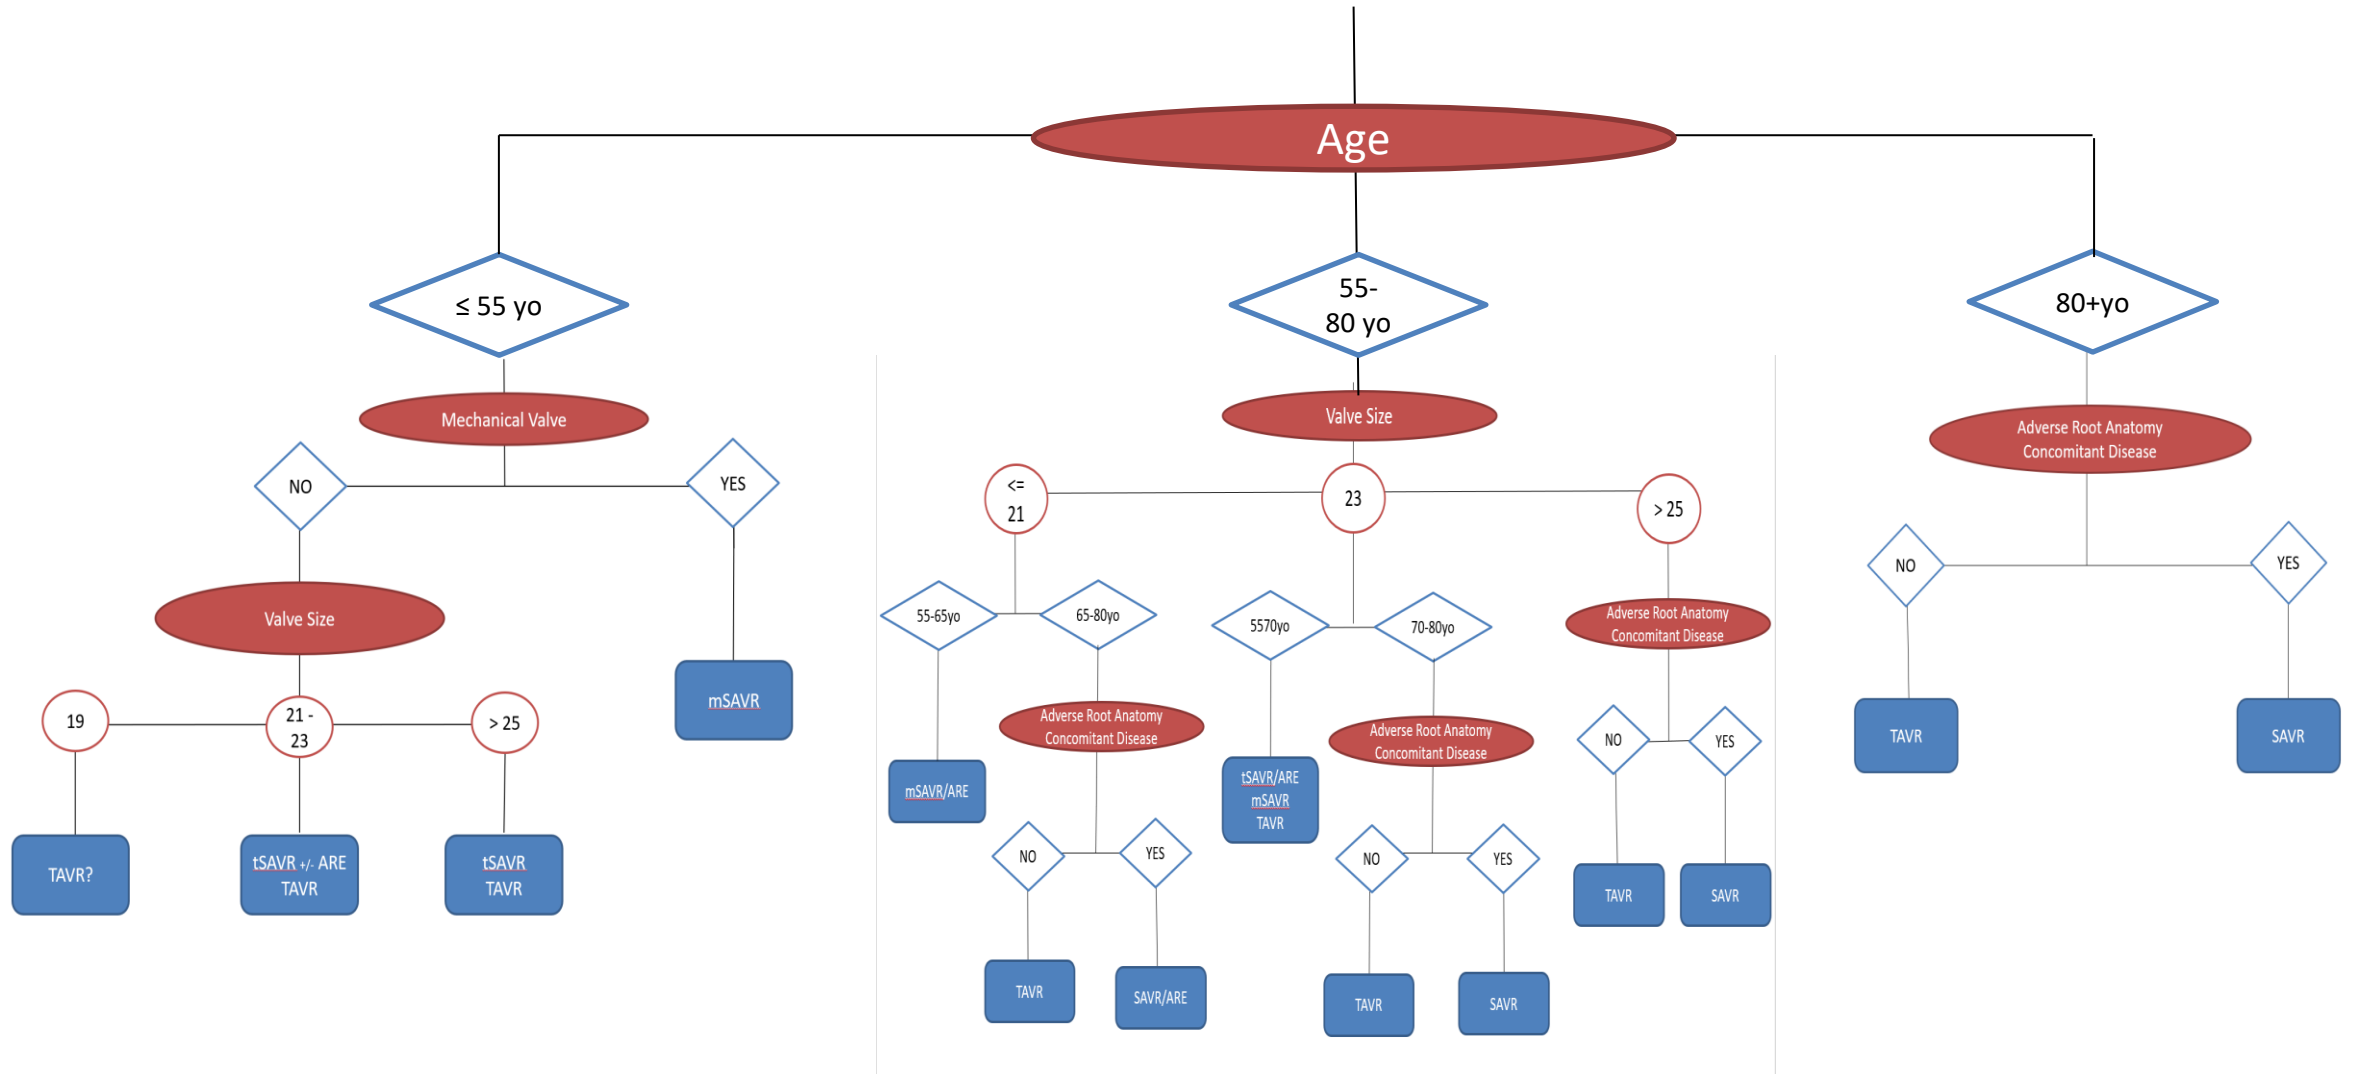 Age
≤ 55 yo
55-
80 yo
80+yo
Mechanical Valve
NO
YES
Valve Size
mSAVR
19
21 -
23
> 25
TAVR?
tSAVR +/- ARE
TAVR
tSAVR
TAVR
Valve Size
<=
21
23
> 25
55-65yo
65-80yo
5570yo
70-80yo
Adverse Root Anatomy
Concomitant Disease
mSAVR/ARE
Adverse Root Anatomy
Concomitant Disease
tSAVR/ARE
mSAVR
TAVR
Adverse Root Anatomy
Concomitant Disease
NO
YES
NO
YES
NO
YES
TAVR
SAVR/ARE
TAVR
SAVR
TAVR
SAVR
Adverse Root Anatomy
Concomitant Disease
NO
YES
TAVR
SAVR